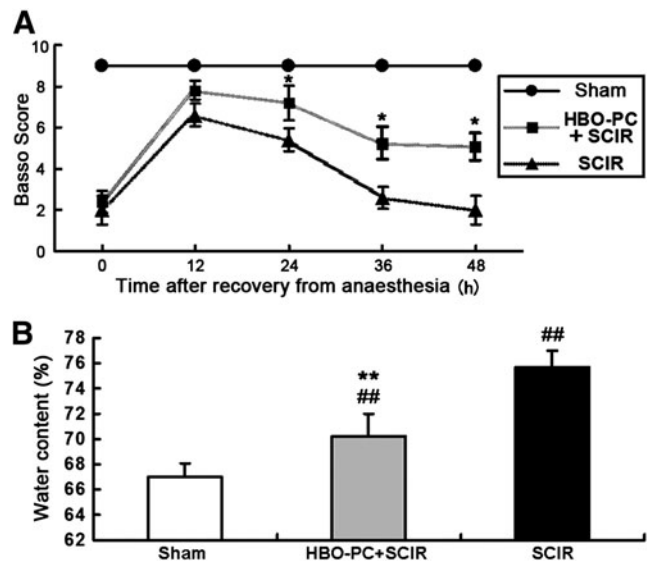 A
10
8
6
4
2
0
Basso Score
0 12 24 36 48
Time after recovery from anaesthesia (h)
* * *
Sham
HBO-PC
+ SCIR
SCIR
B
78
76
74
72
70
68
66
64
62
Water content (%)
**
##
##
Sham HBO-PC+SCIR SCIR